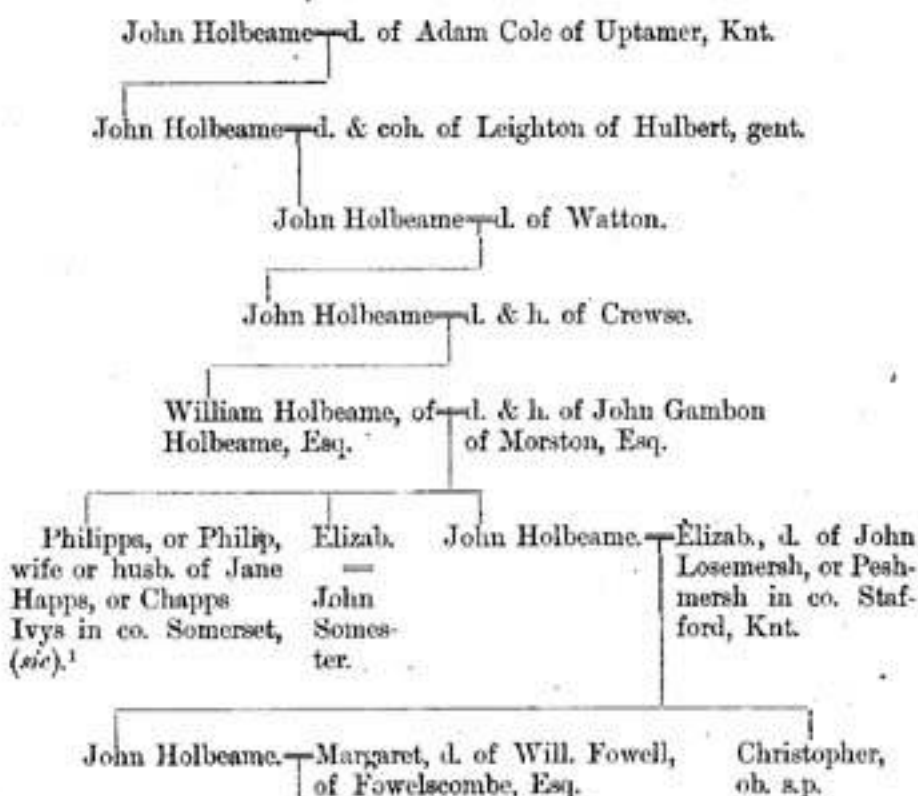 John Holbeame d. of Adam Cole of Uptamer, Knt.
John Holbeame d. & coh. of Leighton of Hulbert, gent.
John Holbeame d. of Watton.
John Holbeame d. & h. of Crewse.
William Holbeame, of d. & h. of John Gambon
Holbeame, Esq. of Morston, Esq.
Philippa, or Philip,
wife or husb. of Jane
Happs, or Chapps
Ivys in co. Somerset,
(sic).¹
Elizab.
=
John
Somes-
ter.
John Holbeame. = Elizab., d. of John
Losemersh, or Pesh-
mersh in co. Staf-
ford, Knt.
John Holbeame. = Margaret, d. of Will. Fowell,
of Fowelscombe, Esq.
Christopher,
ob. s.p.